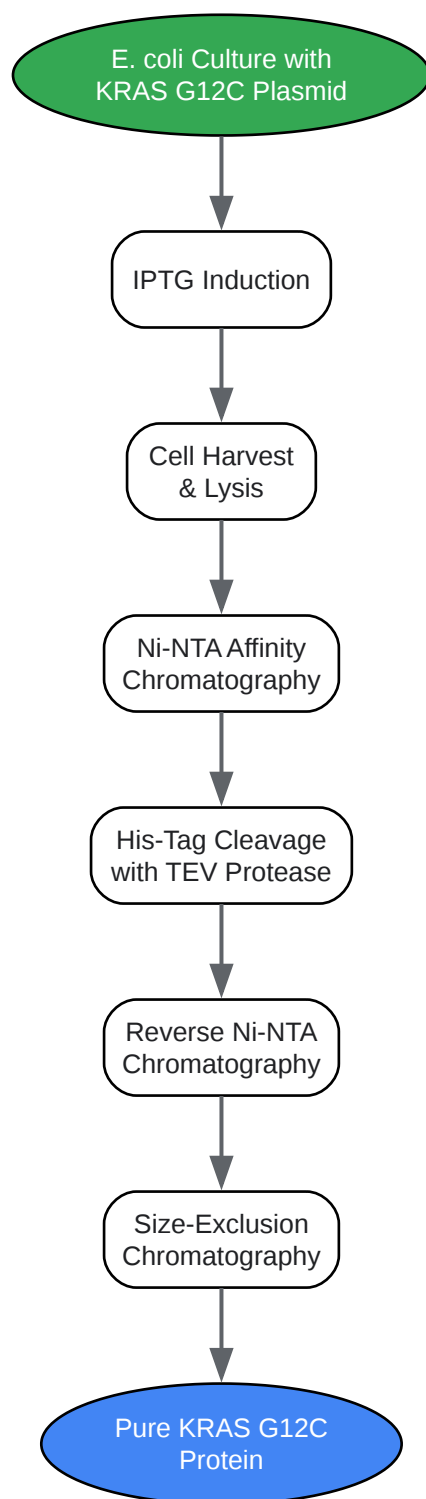 E. coli Culture with
KRAS G12C Plasmid
IPTG Induction
Cell Harvest
& Lysis
Ni-NTA Affinity
Chromatography
His-Tag Cleavage
with TEV Protease
Reverse Ni-NTA
Chromatography
Size-Exclusion
Chromatography
Pure KRAS G12C
Protein